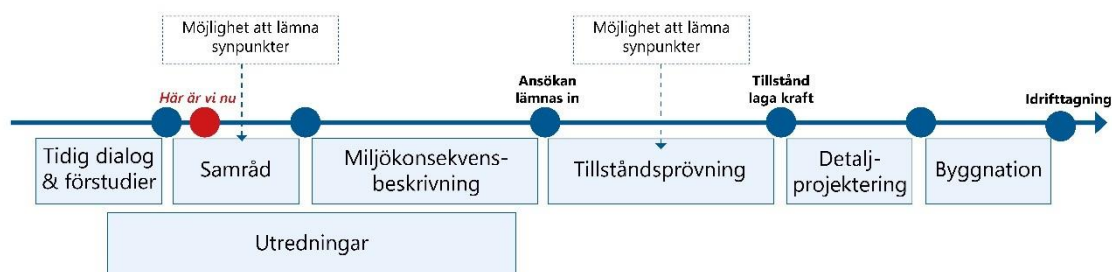 Möjlighet att lämna
synpunkter
Möjlighet att lämna
synpunkter
Här är vi nu
Ansökan
lämnas in
Tillstånd
laga kraft
Idrifttagning
Tidig dialog
& förstudier
Samråd
Miljökonsekvens-
beskrivning
Tillståndsprövning
Detalj-
projektering
Byggnation
Utredningar